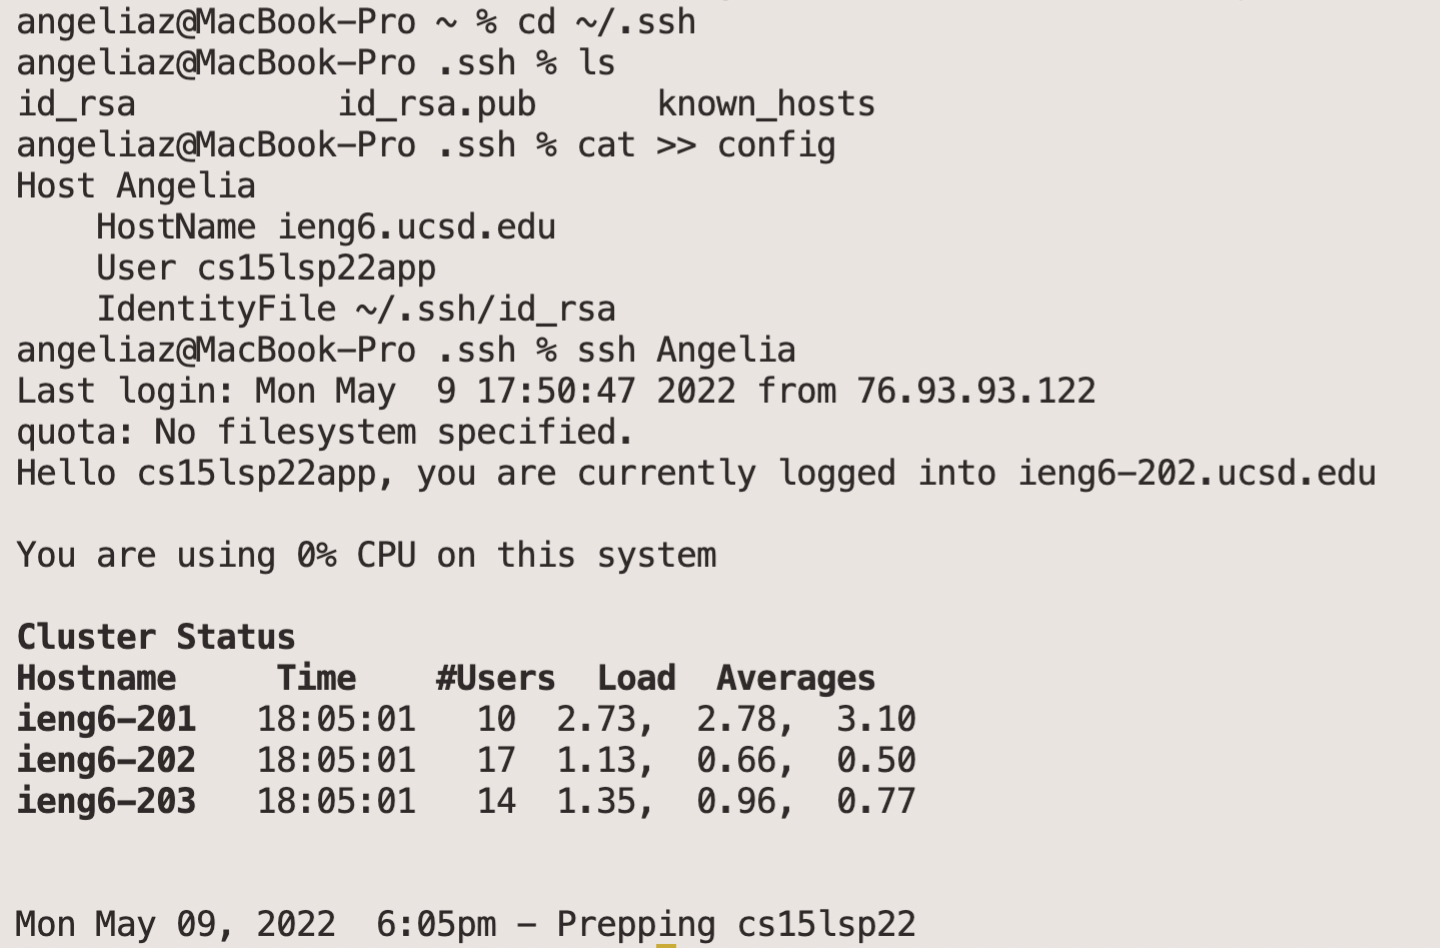 angeliaz@MacBook-Pro ~ % cd ~/.ssh
angeliaz@MacBook-Pro .ssh % ls
id_rsa          id_rsa.pub      known_hosts
angeliaz@MacBook-Pro .ssh % cat >> config
Host Angelia
    HostName ieng6.ucsd.edu
    User cs15lsp22app
    IdentityFile ~/.ssh/id_rsa
angeliaz@MacBook-Pro .ssh % ssh Angelia
Last login: Mon May  9 17:50:47 2022 from 76.93.93.122
quota: No filesystem specified.
Hello cs15lsp22app, you are currently logged into ieng6-202.ucsd.edu

You are using 0% CPU on this system

Cluster Status
Hostname     Time    #Users  Load  Averages
ieng6-201   18:05:01   10  2.73,  2.78,  3.10
ieng6-202   18:05:01   17  1.13,  0.66,  0.50
ieng6-203   18:05:01   14  1.35,  0.96,  0.77

Mon May 09, 2022  6:05pm - Prepping cs15lsp22